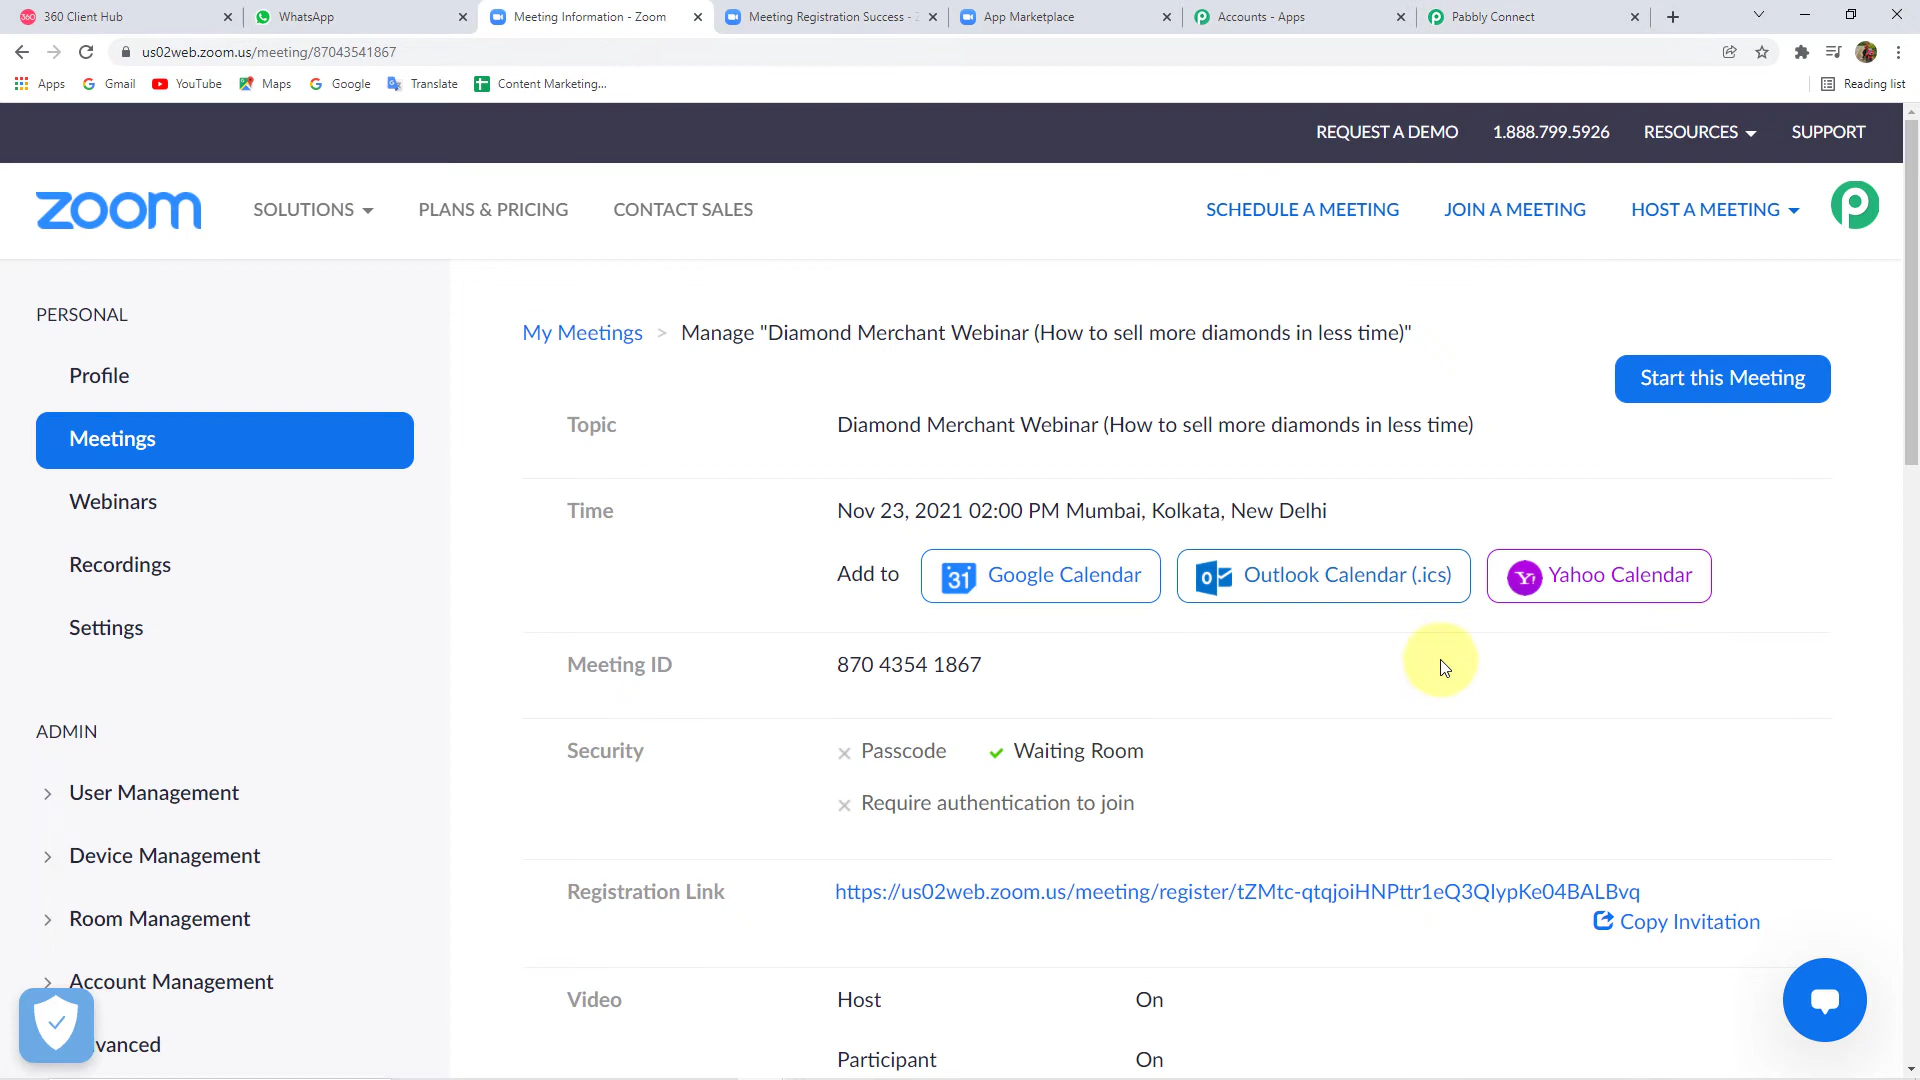 360 Client Hub
WhatsApp
Meeting Information - Zoom
Meeting Registration Success -
App Marketplace
Accounts - Apps
Pabbly Connect
us02web.zoom.us/meeting/87043541867
Apps
Gmail
YouTube
Maps
Google
Translate
Content Marketing...
Reading list
REQUEST A DEMO
1.888.799.5926
RESOURCES
SUPPORT
zoom
SOLUTIONS
PLANS & PRICING
CONTACT SALES
SCHEDULE A MEETING
JOIN A MEETING
HOST A MEETING
PERSONAL
Profile
Meetings
Webinars
Recordings
Settings
ADMIN
User Management
Device Management
Room Management
Account Management
vanced
My Meetings > Manage "Diamond Merchant Webinar (How to sell more diamonds in less time)"
Start this Meeting
Topic
Diamond Merchant Webinar (How to sell more diamonds in less time)
Time
Nov 23, 2021 02:00 PM Mumbai, Kolkata, New Delhi
Add to
31 Google Calendar
Outlook Calendar (.ics)
Yahoo Calendar
Meeting ID
870 4354 1867
Security
Passcode
Waiting Room
Require authentication to join
Registration Link
https://us02web.zoom.us/meeting/register/tZMtc-qtqjoiHNPttr1eQ3QIypKe04BALBvq
Copy Invitation
Video
Host
On
Participant
On